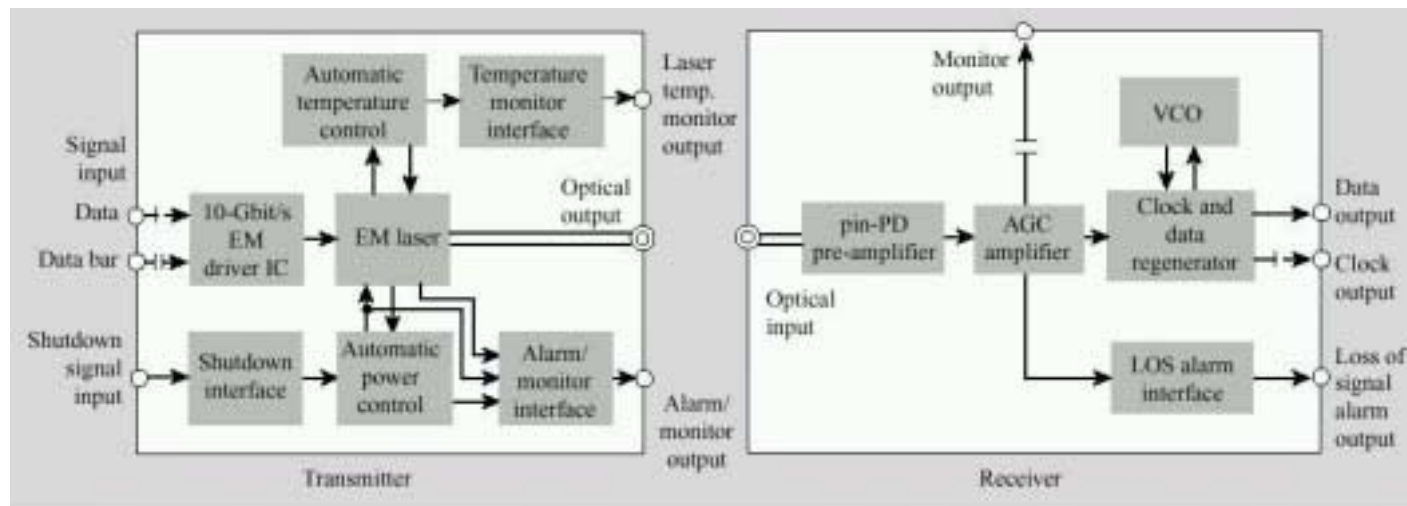 Automatic
temperature
control
Temperature
monitor
interface
Laser
temp.
monitor
output
Signal
input
Data
Data bar
10-Gbit/s
EM
driver IC
EM laser
Optical
output
Shutdown
signal
input
Shutdown
interface
Automatic
power
control
Alarm/
monitor
interface
Alarm/
monitor
output
Transmitter
Monitor
output
VCO
Optical
input
pin-PD
pre-amplifier
AGC
amplifier
Clock and
data
regenerator
Data
output
Clock
output
LOS alarm
interface
Loss of
signal
alarm
output
Receiver